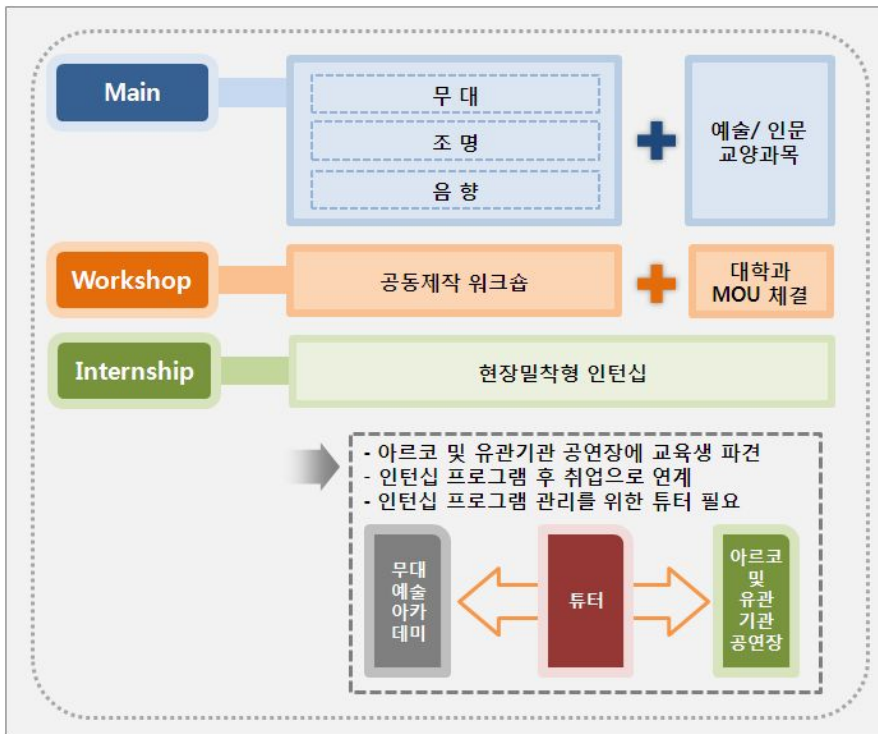 Main
무 대
조 명
음 향
예술/ 인문
교양과목
Workshop
공동제작 워크숍
대학과
MOU 체결
Internship
현장밀착형 인턴십
- 아르코 및 유관기관 공연장에 교육생 파견
- 인턴십 프로그램 후 취업으로 연계
- 인턴십 프로그램 관리를 위한 튜터 필요
무대
예술
아카
데미
튜터
아르코
및
유관
기관
공연장